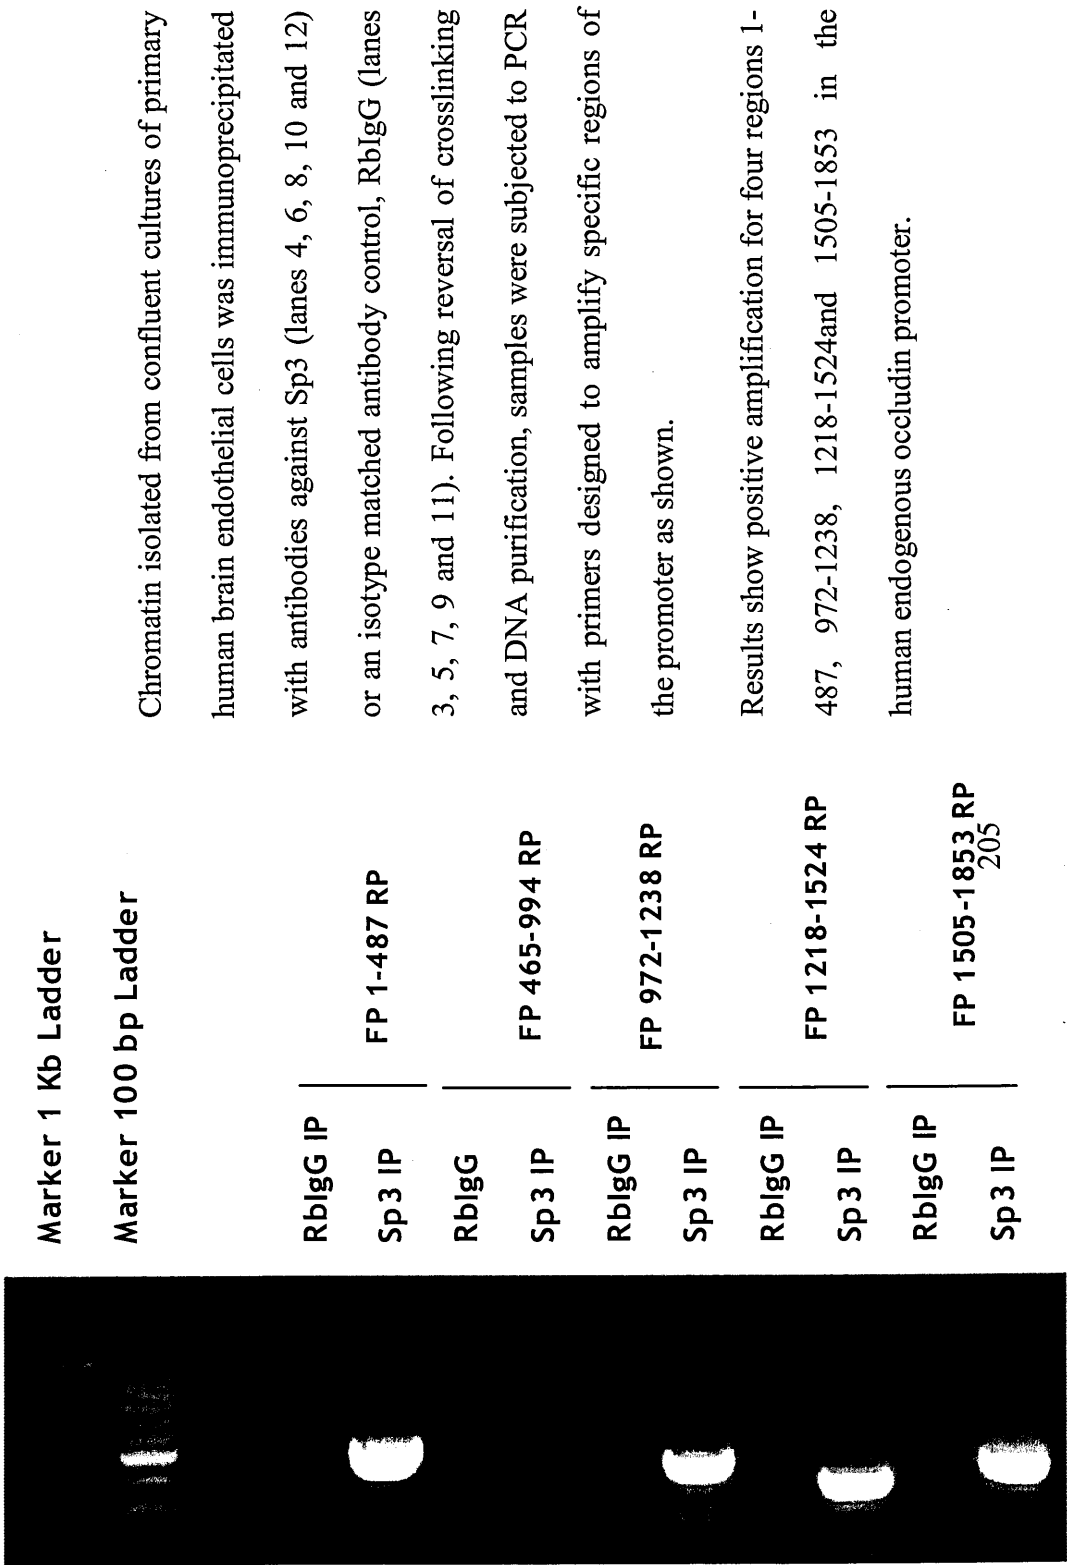 Marker 1 Kb Ladder
Marker 100 bp Ladder
RbIgG IP
Sp3 IP
FP 1-487 RP
RbIgG
Sp3 IP
FP 465-994 RP
RbIgG IP
Sp3 IP
FP 972-1238 RP
RbIgG IP
Sp3 IP
FP 1218-1524 RP
RbIgG IP
Sp3 IP
FP 1505-1853 RP
Chromatin isolated from confluent cultures of primary
human brain endothelial cells was immunoprecipitated
with antibodies against Sp3 (lanes 4, 6, 8, 10 and 12)
or an isotype matched antibody control, RbIgG (lanes
3, 5, 7, 9 and 11). Following reversal of crosslinking
and DNA purification, samples were subjected to PCR
with primers designed to amplify specific regions of
the promoter as shown.
Results show positive amplification for four regions 1-
487, 972-1238, 1218-1524and 1505-1853 in the
human endogenous occludin promoter.
205